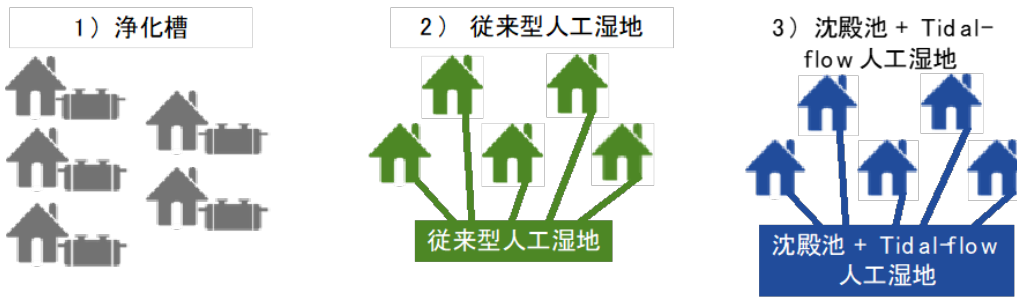 1）浄化槽
2） 従来型人工湿地
3） 沈殿池 + Tidal-
flow 人工湿地
従来型人工湿地
沈殿池 + Tidal-flow
人工湿地